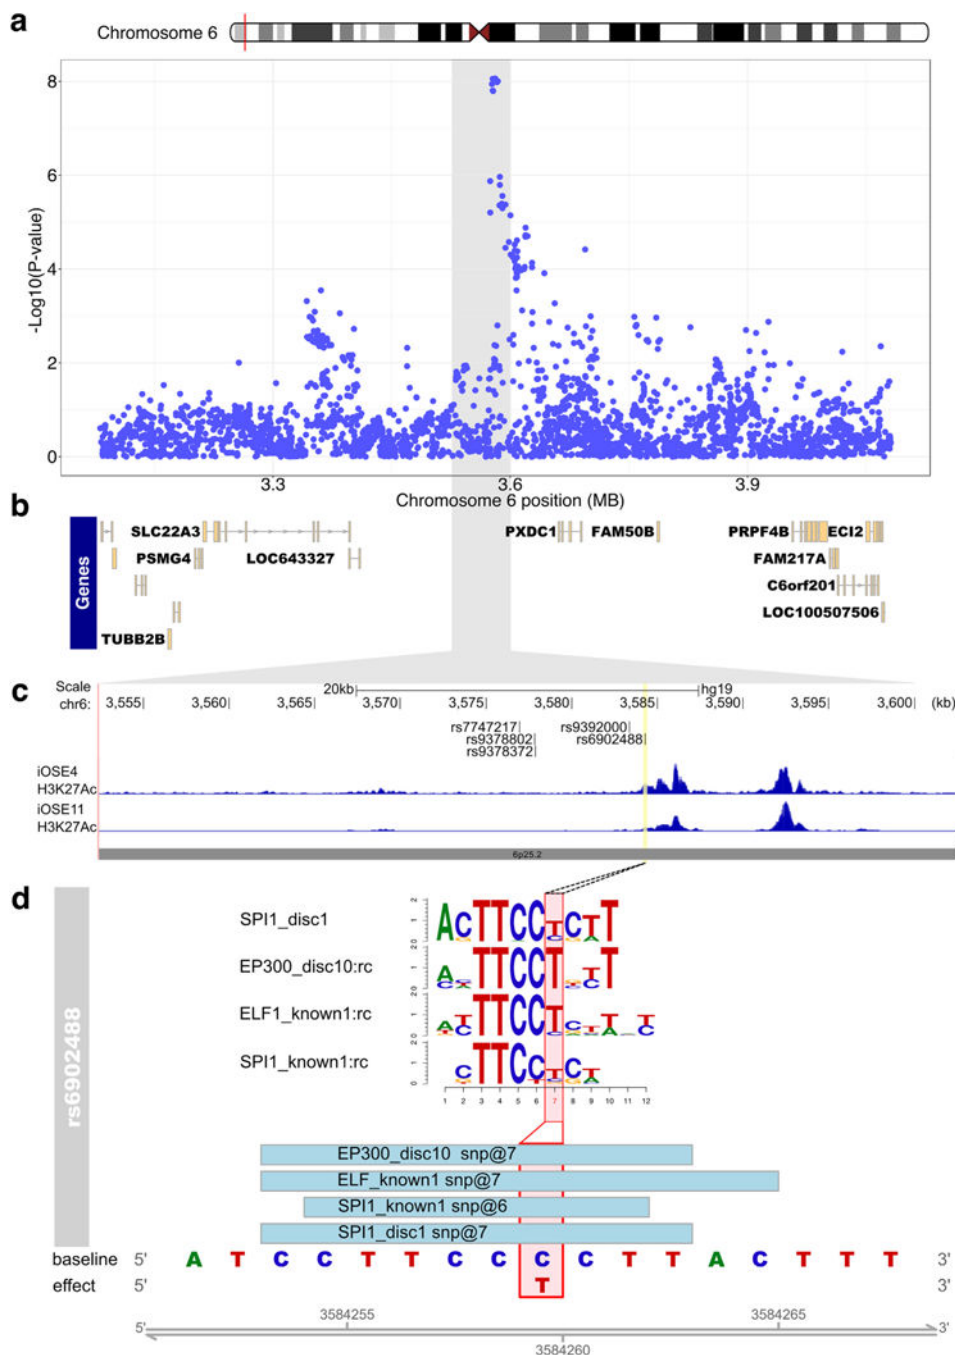 a
Chromosome 6
8
6
4
2
0
-Log10(P-value)
3.3 3.6 3.9
Chromosome 6 position (MB)
b
Genes
SLC22A3 PXDC1 FAM50B PRPF4B ECI2
PSMG4 LOC643327 FAM217A
C6orf201
LOC100507506
TUBB2B
c
Scale 20kb hg19
chr6: 3,555| 3,560| 3,565| 3,570| 3,575| 3,580| 3,585| 3,590| 3,595| 3,600| (kb)
rs7747217 rs9392000
rs9378802 rs6902488
rs9378372
iOSE4
H3K27Ac
iOSE11
H3K27Ac
6p25.2
d
rs6902488
SPI1_disc1
EP300_disc10:rc
ELF1_known1:rc
SPI1_known1:rc
1 2 3 4 5 6 7 8 9 10 11 12
EP300_disc10 snp@7
ELF_known1 snp@7
SPI1_known1 snp@6
SPI1_disc1 snp@7
baseline 5' A T C C T T C C C C T T A C T T T 3'
effect 5' T 3'
3584255 3584265
5' 3'
3584260